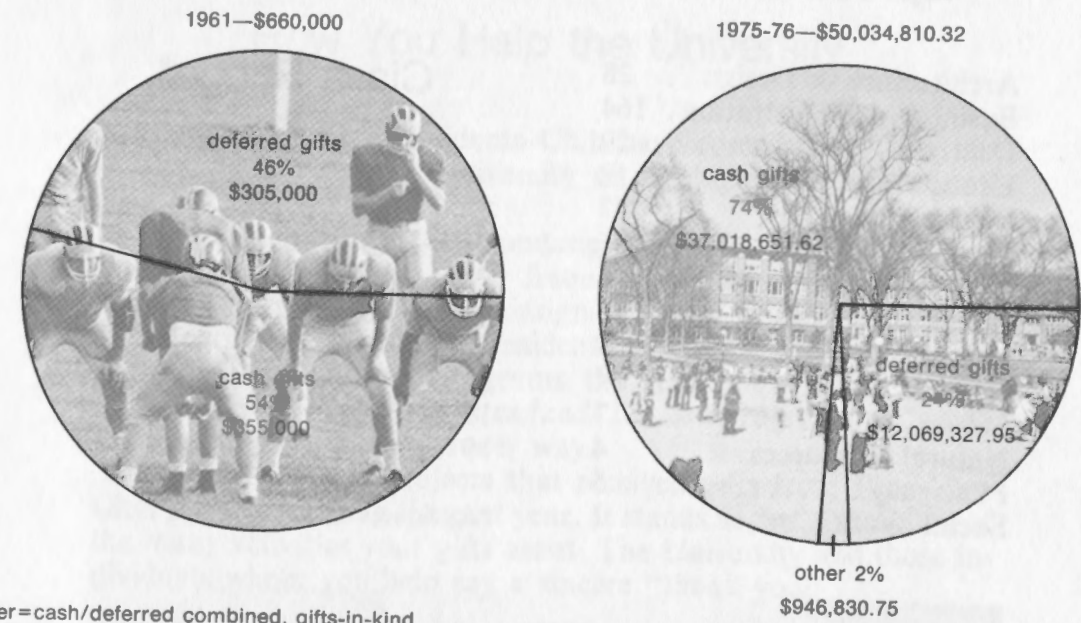 1961—$660,000
deferred gifts
46%
$305,000
cash gifts
54%
$355,000
1975-76—$50,034,810.32
cash gifts
74%
$37,018,651.62
deferred gifts
24%
$12,069,327.95
other 2%
$946,830.75
=cash/deferred combined, gifts-in-kind